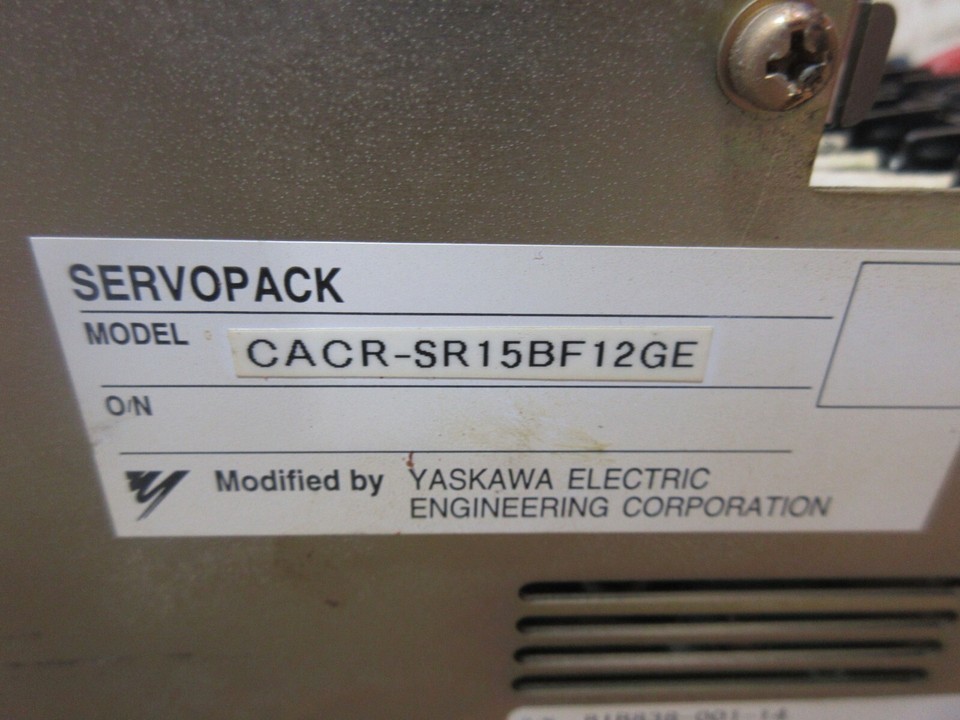 SERVOPACK
MODEL CACR-SR15BF12GE
O/N
Modified by YASKAWA ELECTRIC
ENGINEERING CORPORATION